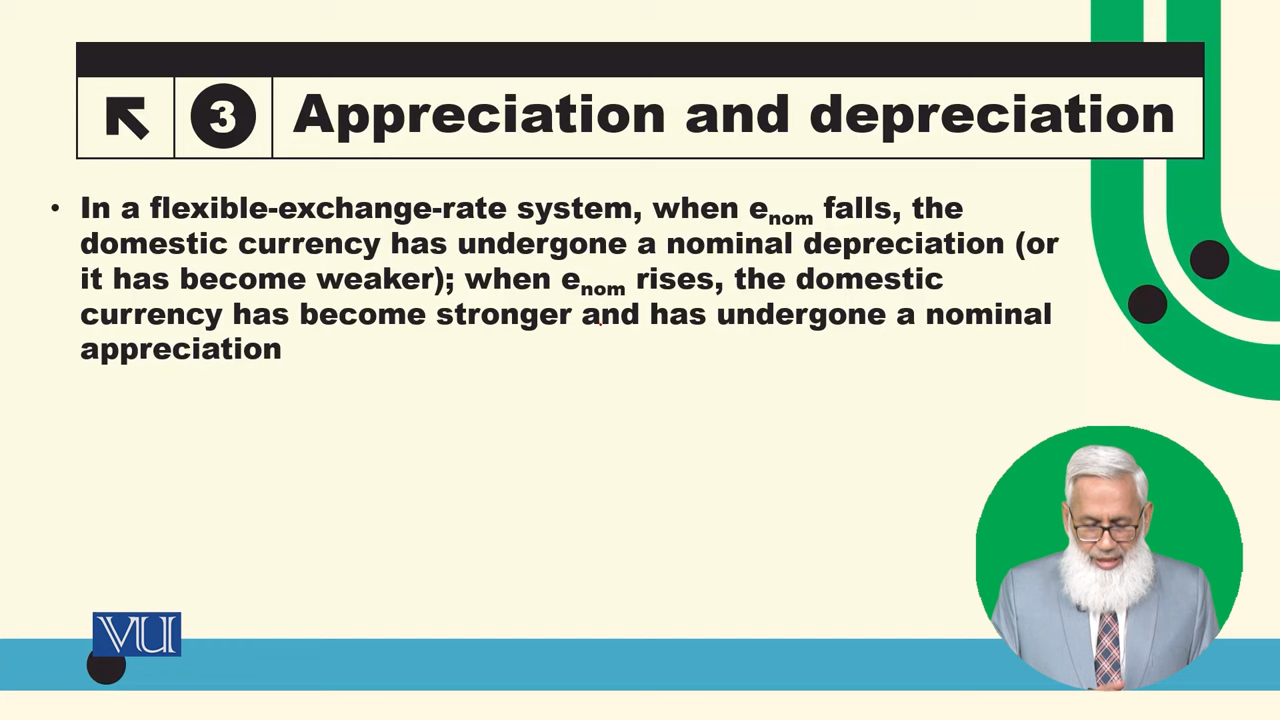 3 Appreciation and depreciation
• In a flexible-exchange-rate system, when enom falls, the
domestic currency has undergone a nominal depreciation (or
it has become weaker); when enom rises, the domestic
currency has become stronger and has undergone a nominal
appreciation
VU